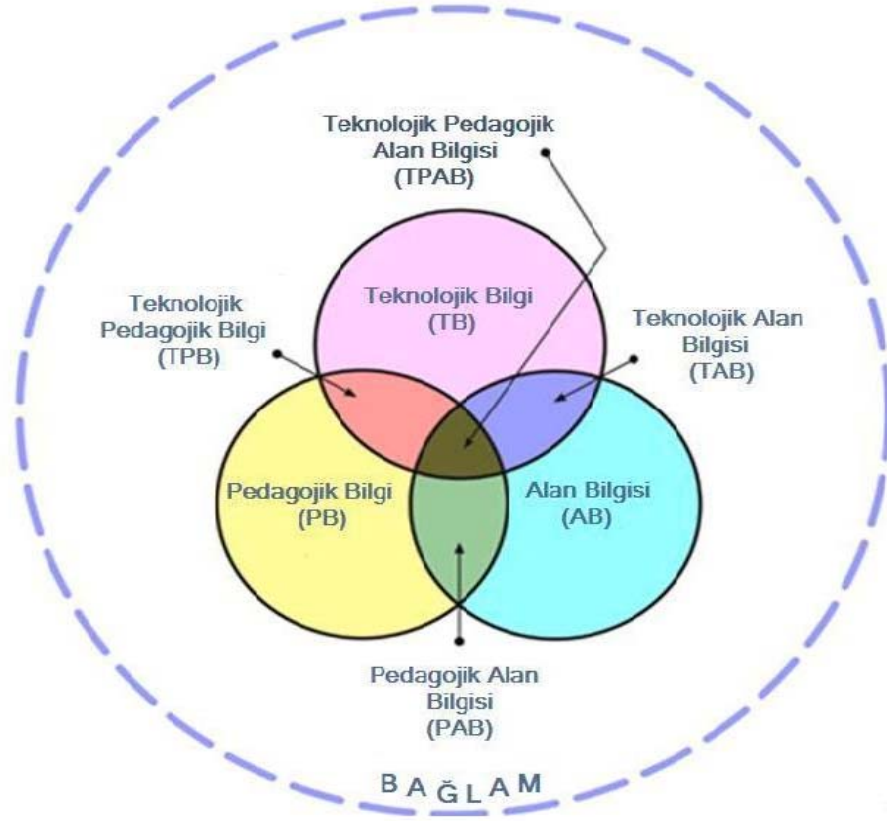 Teknolojik Pedagojik
Alan Bilgisi
(TPAB)
Teknolojik Bilgi
(TB)
Teknolojik
Pedagojik Bilgi
(TPB)
Teknolojik Alan
Bilgisi
(TAB)
Pedagojik Bilgi
(PB)
Alan Bilgisi
(AB)
Pedagojik Alan
Bilgisi
(PAB)
BAĞLAM